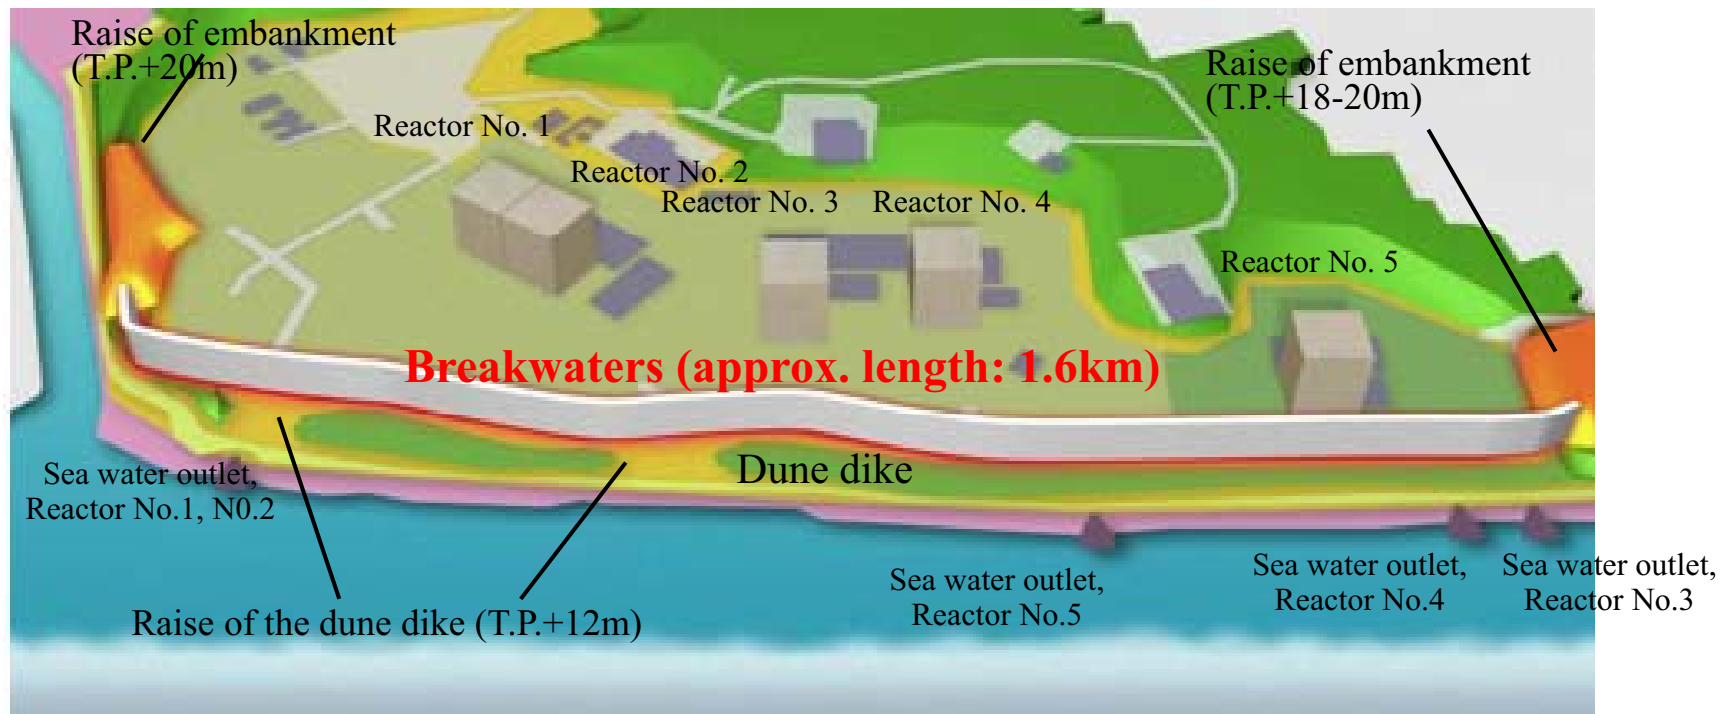 Raise of embankment
(T.P.+20m)
Raise of embankment
(T.P.+18-20m)
Reactor No. 1
Reactor No. 2
Reactor No. 3
Reactor No. 4
Reactor No. 5
Breakwaters (approx. length: 1.6km)
Dune dike
Sea water outlet,
Reactor No.1, N0.2
Sea water outlet,
Reactor No.5
Sea water outlet,
Reactor No.4
Sea water outlet,
Reactor No.3
Raise of the dune dike (T.P.+12m)